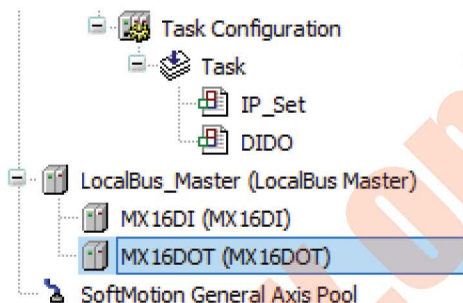 Task Configuration
Task
IP_Set
DIDO
LocalBus_Master (LocalBus Master)
MX16DI (MX16DI)
MX16DOT (MX16DOT)
SoftMotion General Axis Pool